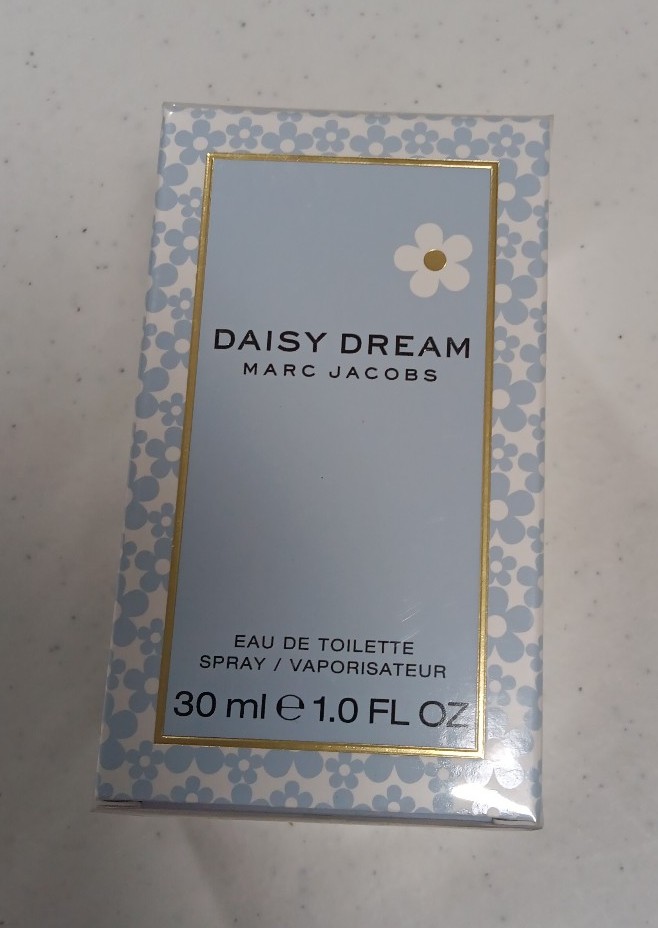 DAISY DREAM
MARC JACOBS
EAU DE TOILETTE
SPRAY / VAPORISATEUR
30 ml ℮ 1.0 FL OZ